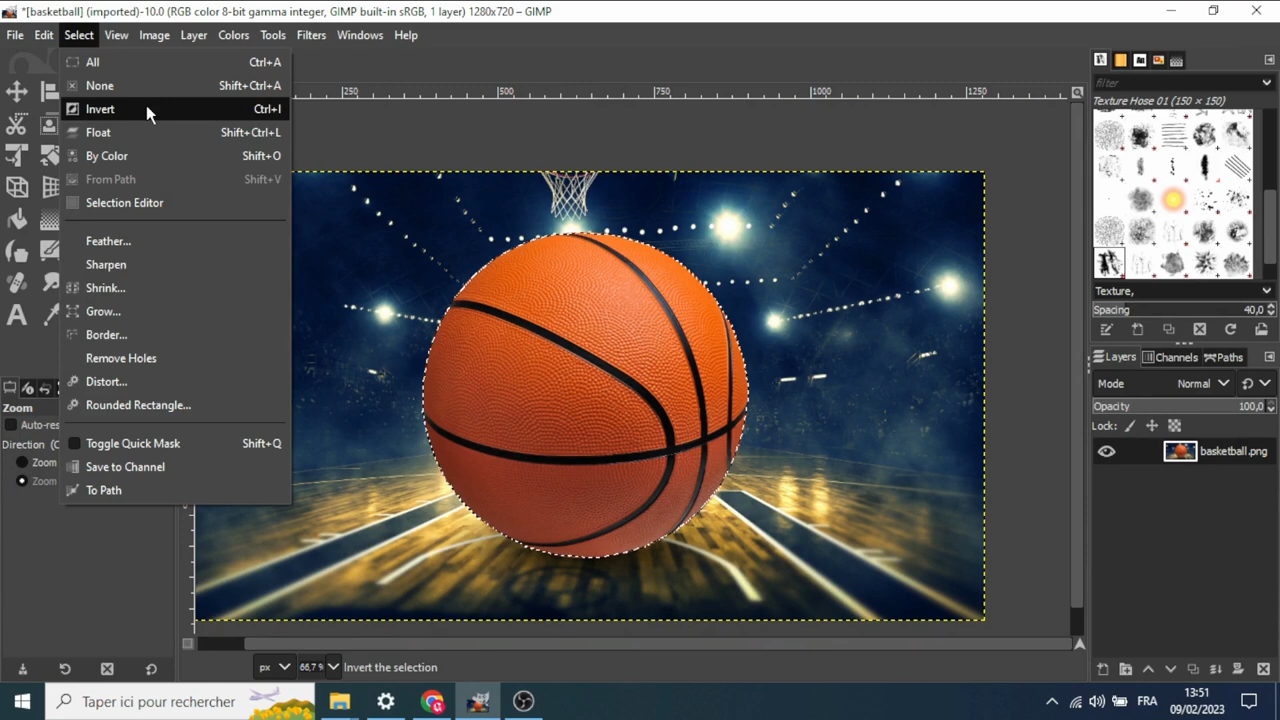 *[basketball] (imported)-10.0 (RGB color 8-bit gamma integer, GIMP built-in sRGB, 1 layer) 1280x720 – GIMP
File Edit Select View Image Layer Colors Tools Filters Windows Help
All Ctrl+A
None Shift+Ctrl+A
Invert Ctrl+I
Float Shift+Ctrl+L
By Color Shift+O
From Path Shift+V
Selection Editor
Feather...
Sharpen
Shrink...
Grow...
Border...
Remove Holes
Distort...
Rounded Rectangle...
Toggle Quick Mask Shift+Q
Save to Channel
To Path
250 500 750 1000 1250
Zoom
Auto-res
Direction (C
Zoom
Zoom
filter
Texture Hose 01 (150 × 150)
Texture,
Spacing 40,0
Layers Channels Paths
Mode Normal
Opacity 100,0
Lock:
basketball.png
px 66,7 % Invert the selection
Taper ici pour rechercher
FRA
13:51
09/02/2023